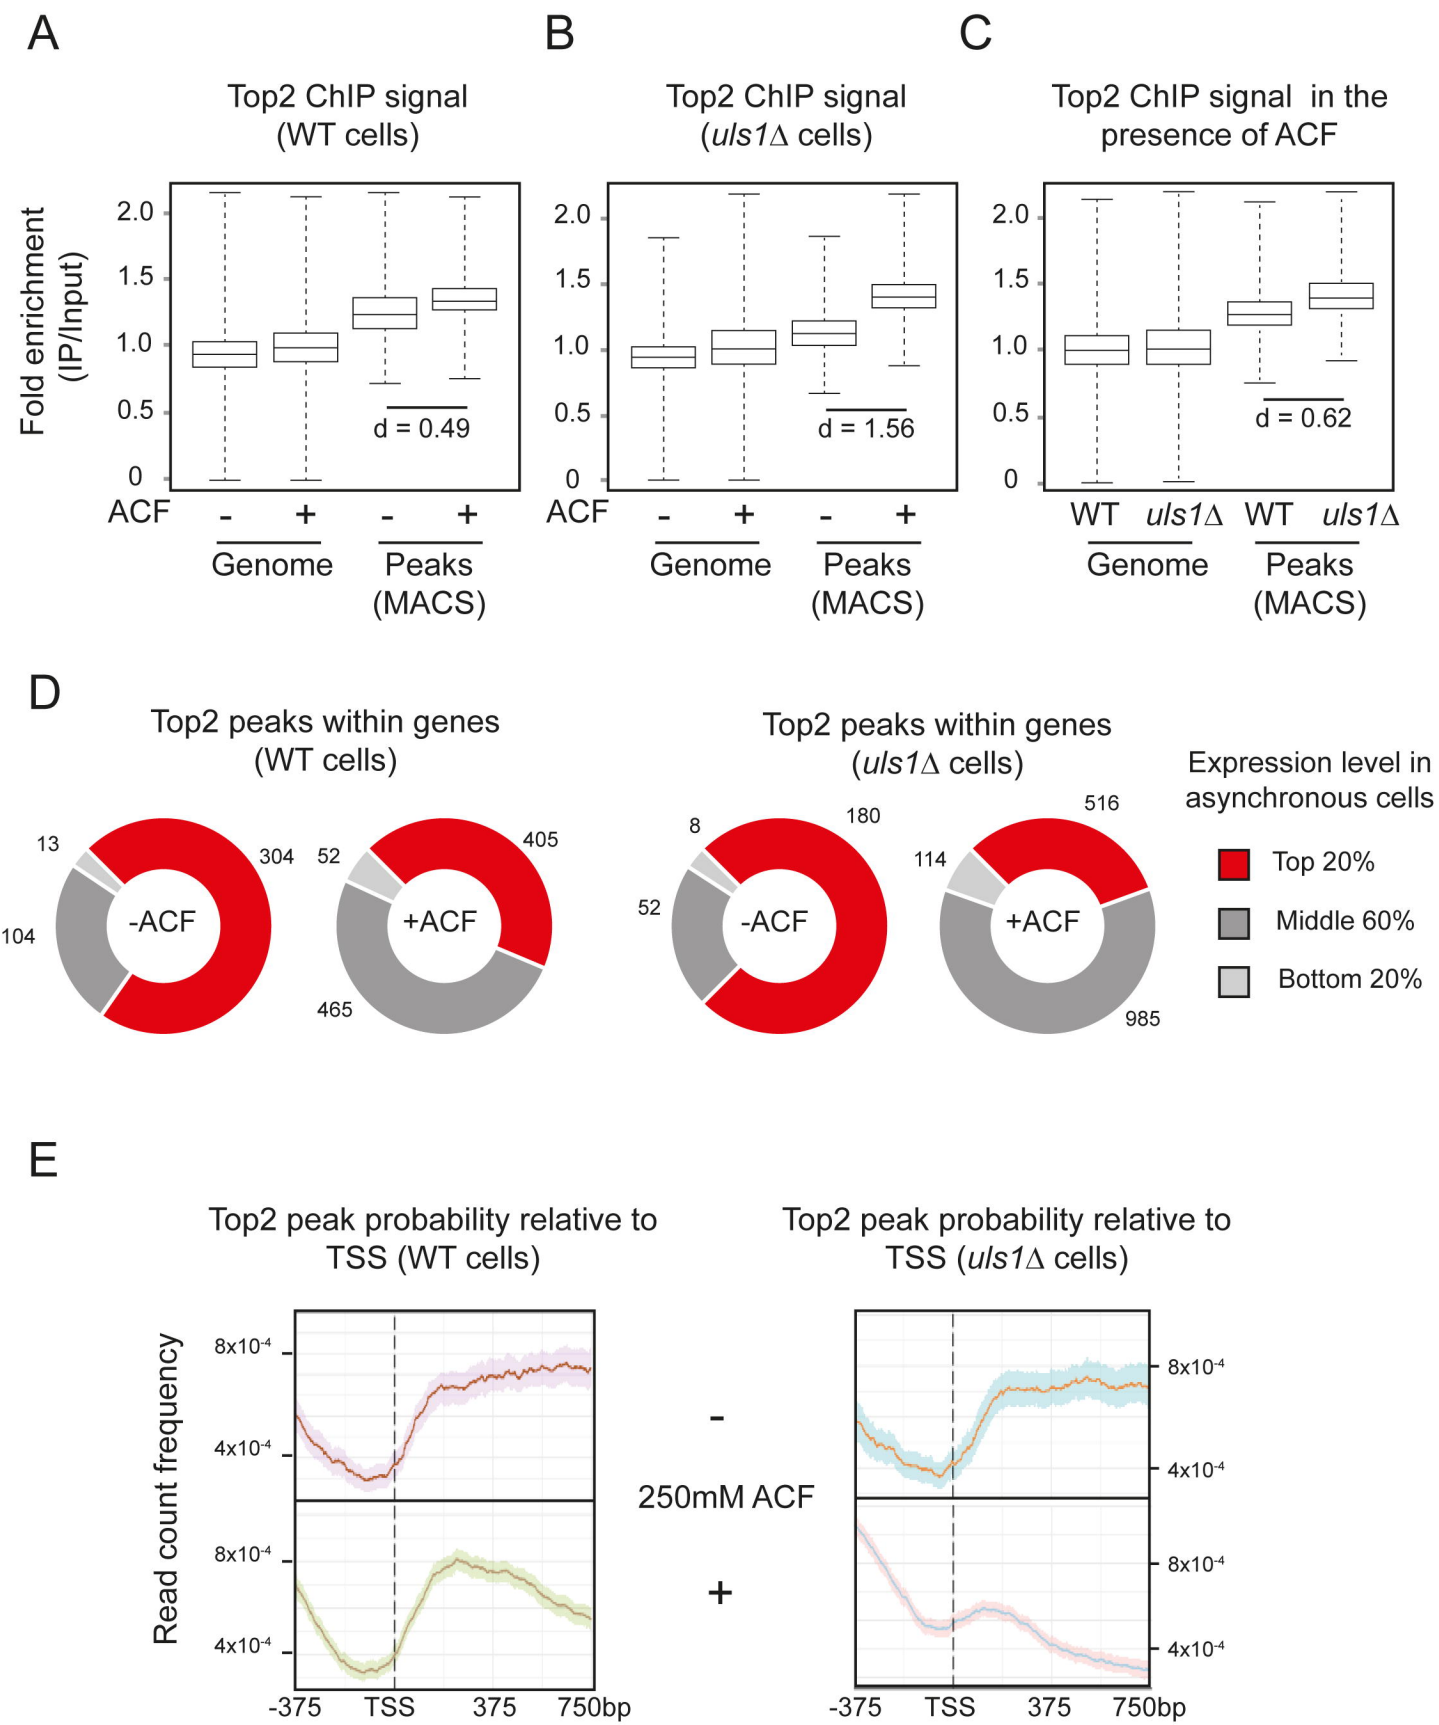 A
B
C
Top2 ChIP signal
(WT cells)
Top2 ChIP signal
(uls1Δ cells)
Top2 ChIP signal in the
presence of ACF
Fold enrichment
(IP/Input)
2.0
1.5
1.0
0.5
0
d = 0.49
2.0
1.5
1.0
0.5
0
d = 1.56
2.0
1.5
1.0
0.5
0
d = 0.62
ACF - + - +
Genome Peaks
(MACS)
ACF - + - +
Genome Peaks
(MACS)
WT uls1Δ WT uls1Δ
Genome Peaks
(MACS)
D
Top2 peaks within genes
(WT cells)
13
304
104
-ACF
52
405
465
+ACF
Top2 peaks within genes
(uls1Δ cells)
8
180
52
-ACF
114
516
985
+ACF
Expression level in
asynchronous cells
Top 20%
Middle 60%
Bottom 20%
E
Top2 peak probability relative to
TSS (WT cells)
Top2 peak probability relative to
TSS (uls1Δ cells)
Read count frequency
8x10⁻⁴
4x10⁻⁴
8x10⁻⁴
4x10⁻⁴
-375 TSS 375 750bp
-
250mM ACF
+
8x10⁻⁴
4x10⁻⁴
8x10⁻⁴
4x10⁻⁴
-375 TSS 375 750bp